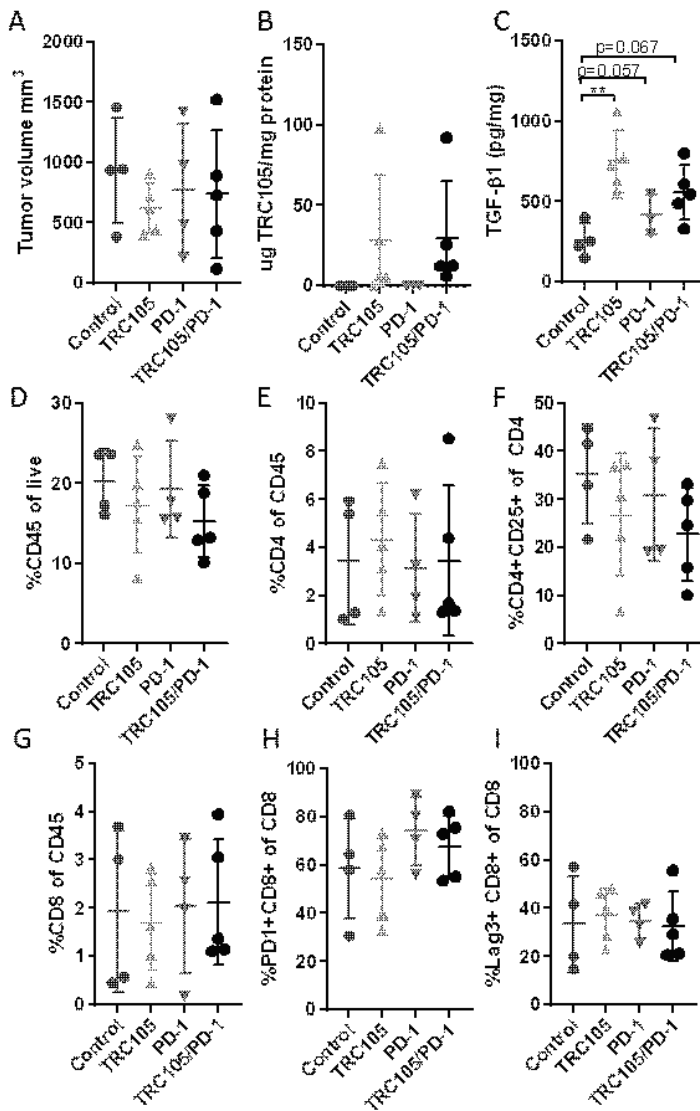 A
Tumor volume mm3
2000
1500
1000
500
0
Control
TRC105
PD-1
TRC105/PD-1
B
ug TRC105/mg protein
150
100
50
0
Control
TRC105
PD-1
TRC105/PD-1
C
TGF-β1 (pg/mg)
1500
1000
500
0
p=0.067
p=0.057
**
Control
TRC105
PD-1
TRC105/PD-1
D
%CD45 of live
30
20
10
0
Control
TRC105
PD-1
TRC105/PD-1
E
%CD4 of CD45
10
8
6
4
2
0
Control
TRC105
PD-1
TRC105/PD-1
F
%CD4+CD25+ of CD4
50
40
30
20
10
0
Control
TRC105
PD-1
TRC105/PD-1
G
%CD8 of CD45
5
4
3
2
1
0
Control
TRC105
PD-1
TRC105/PD-1
H
%PD1+CD8+ of CD8
100
80
60
40
20
0
Control
TRC105
PD-1
TRC105/PD-1
I
%Lag3+ CD8+ of CD8
100
80
60
40
20
0
Control
TRC105
PD-1
TRC105/PD-1